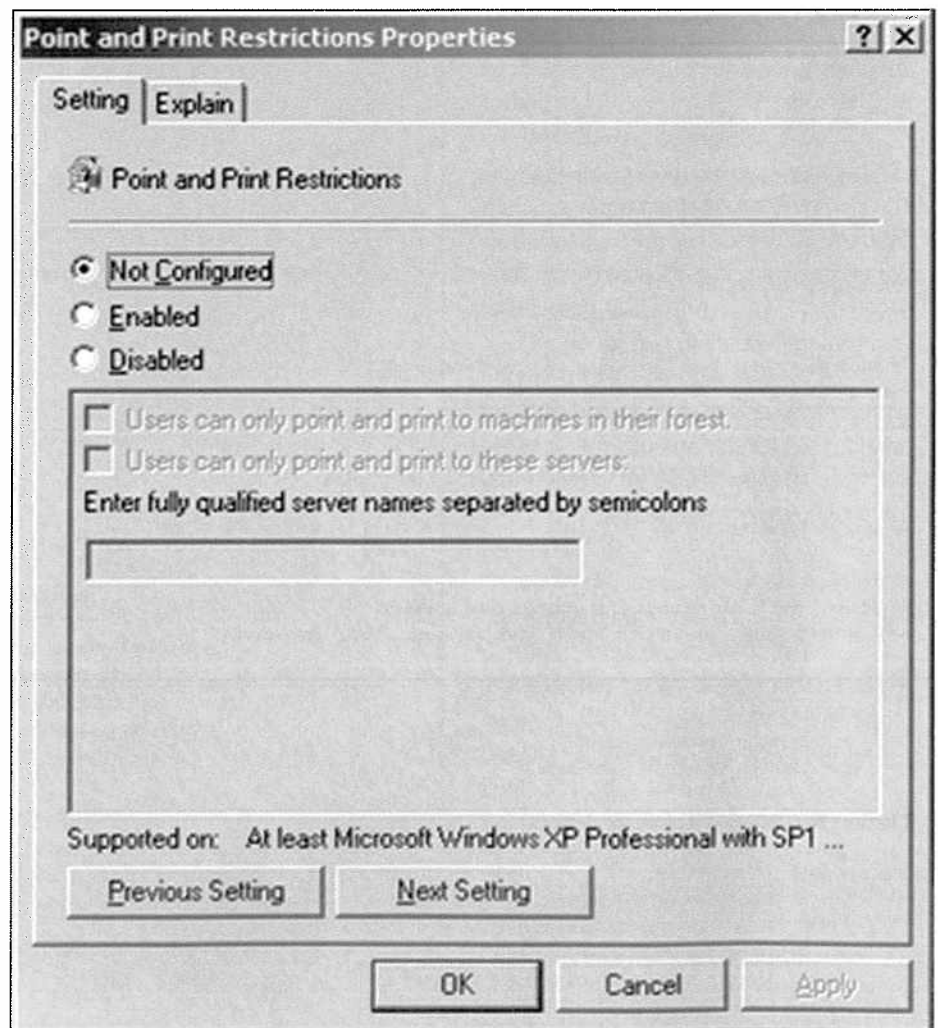 Point and Print Restrictions Properties
Setting
Explain
Point and Print Restrictions
Not Configured
Enabled
Disabled
Users can only point and print to machines in their forest.
Users can only point and print to these servers:
Enter fully qualified server names separated by semicolons
Supported on: At least Microsoft Windows XP Professional with SP1 ...
Previous Setting
Next Setting
OK
Cancel
Apply